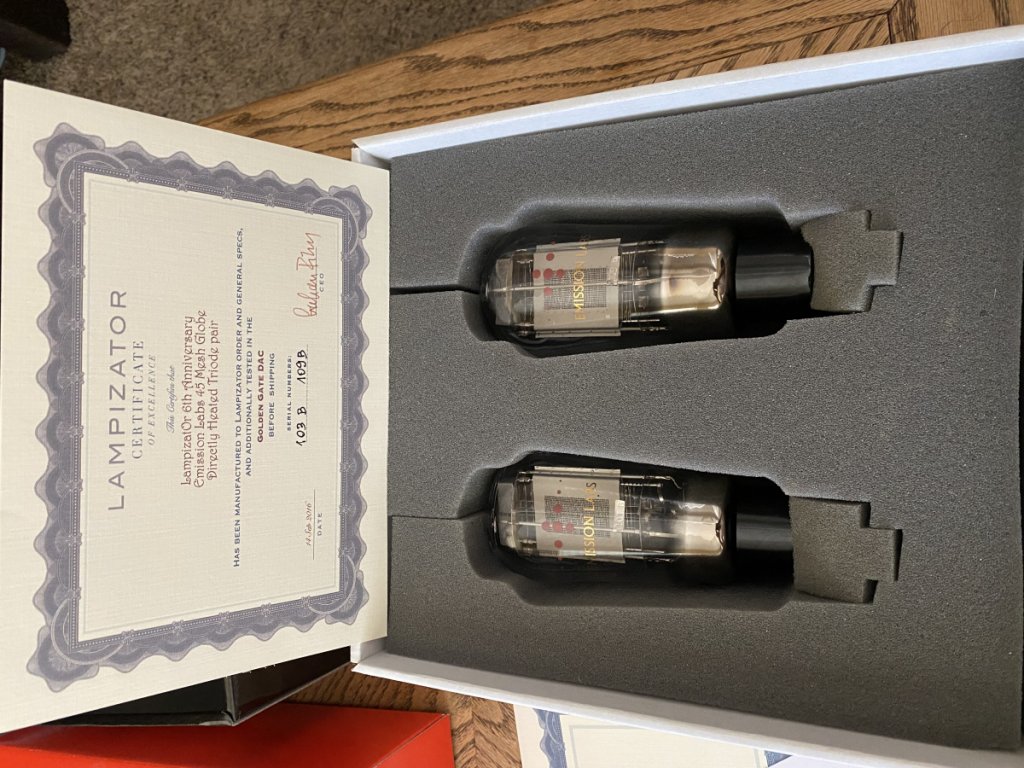 LAMPIZATOR
CERTIFICATE
OF EXCELLENCE
This Certifies that:
LampizatOr 6th Anniversary
Emission Labs 45 Mesh Globe
Directly Heated Triode pair
HAS BEEN MANUFACTURED TO LAMPIZATOR ORDER AND GENERAL SPECS,
AND ADDITIONALLY TESTED IN THE
GOLDEN GATE DAC
BEFORE SHIPPING
SERIAL NUMBERS:
103 B 109B
DATE
CEO
EMISSION LABS
EMISSION LABS